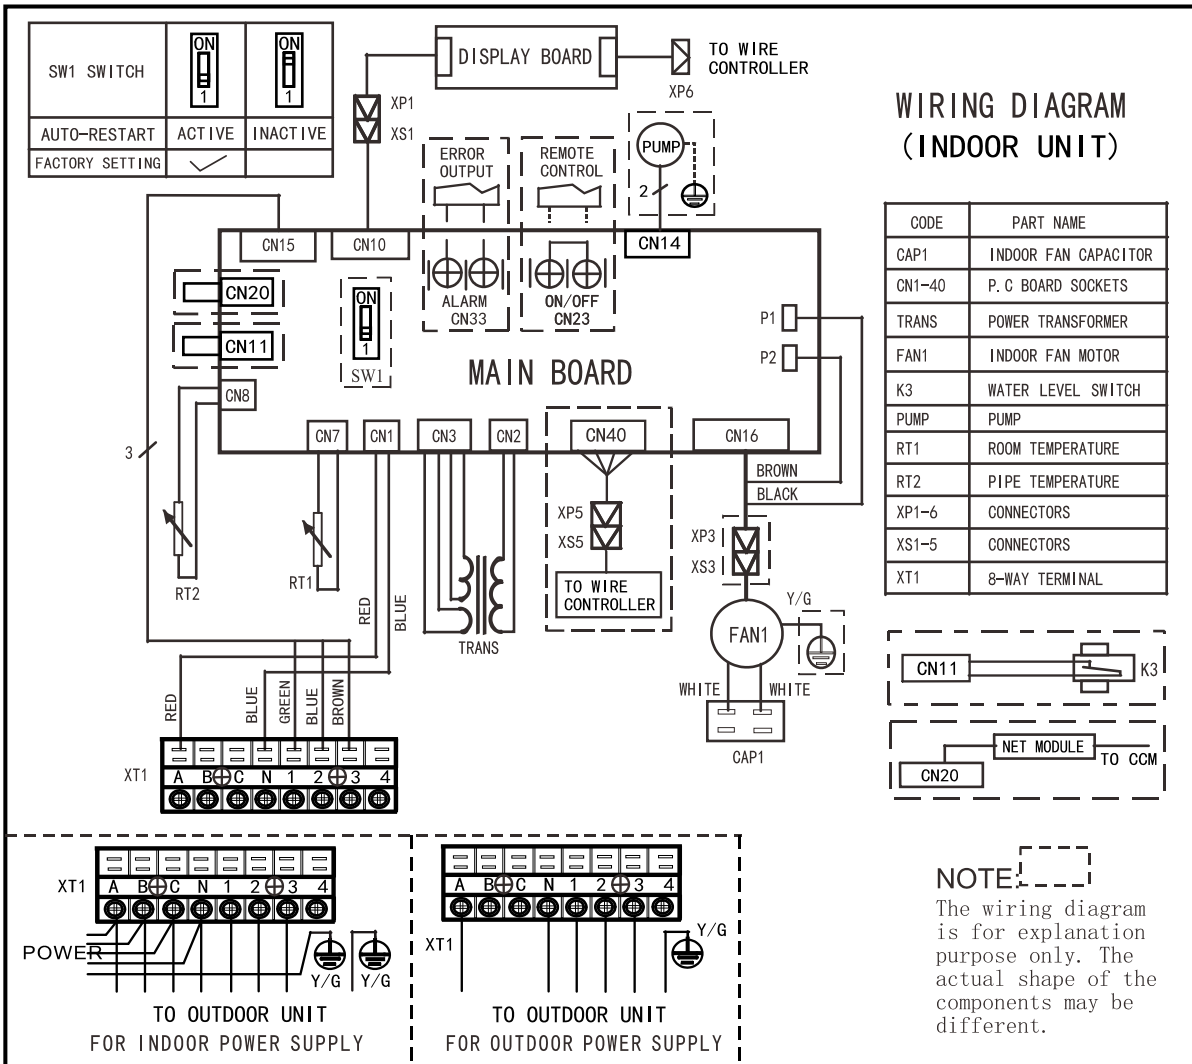 SW1 SWITCH
ON
1
ON
1
AUTO-RESTART ACTIVE INACTIVE
FACTORY SETTING
DISPLAY BOARD
TO WIRE
CONTROLLER
XP6
XP1
XS1
ERROR
OUTPUT
REMOTE
CONTROL
PUMP
2
WIRING DIAGRAM
(INDOOR UNIT)
CN15
CN10
CN14
CN20
CN11
CN8
ON
1
SW1
ALARM
CN33
ON/OFF
CN23
P1
P2
MAIN BOARD
CN7
CN1
CN3
CN2
CN40
CN16
BROWN
BLACK
3
RT2
RT1
RED
BLUE
TRANS
XP5
XS5
TO WIRE
CONTROLLER
XP3
XS3
FAN1
Y/G
WHITE
WHITE
CAP1
RED
BLUE
GREEN
BLUE
BROWN
XT1
A B C N 1 2 3 4
CODE PART NAME
CAP1 INDOOR FAN CAPACITOR
CN1-40 P.C BOARD SOCKETS
TRANS POWER TRANSFORMER
FAN1 INDOOR FAN MOTOR
K3 WATER LEVEL SWITCH
PUMP PUMP
RT1 ROOM TEMPERATURE
RT2 PIPE TEMPERATURE
XP1-6 CONNECTORS
XS1-5 CONNECTORS
XT1 8-WAY TERMINAL
CN11
K3
NET MODULE
TO CCM
CN20
XT1
A B C N 1 2 3 4
POWER
Y/G
Y/G
TO OUTDOOR UNIT
FOR INDOOR POWER SUPPLY
A B C N 1 2 3 4
XT1
Y/G
TO OUTDOOR UNIT
FOR OUTDOOR POWER SUPPLY
NOTE:
The wiring diagram
is for explanation
purpose only. The
actual shape of the
components may be
different.